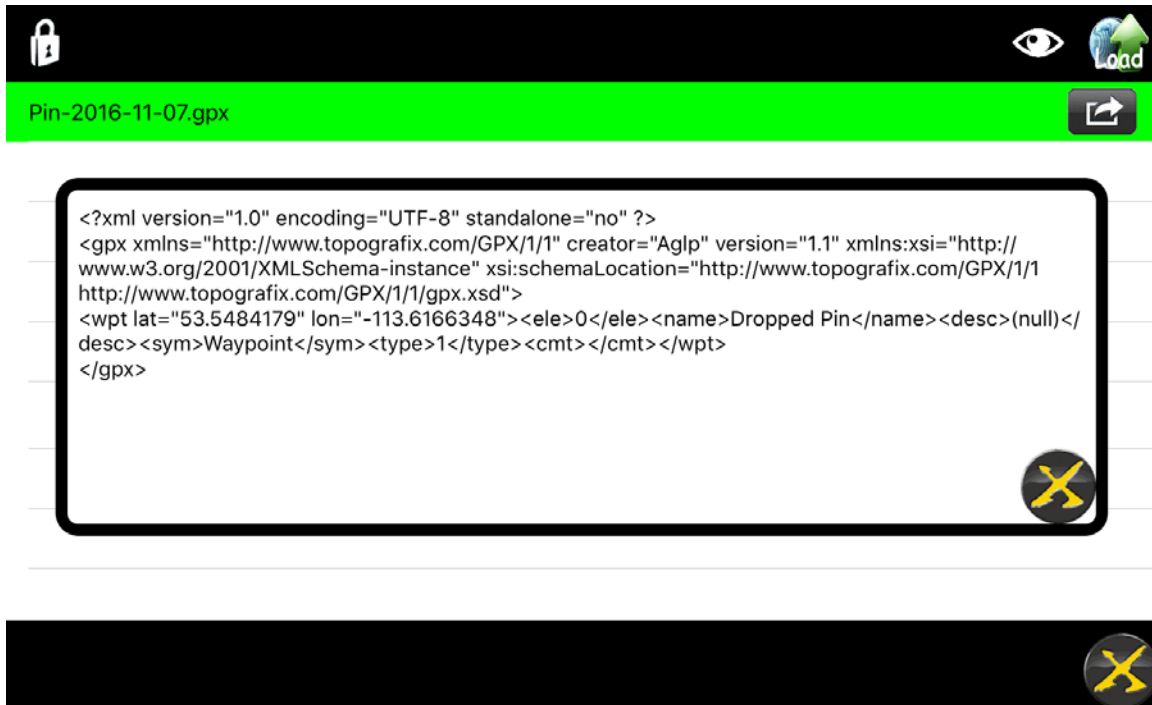 Load
Pin-2016-11-07.gpx
<?xml version="1.0" encoding="UTF-8" standalone="no" ?>
<gpx xmlns="http://www.topografix.com/GPX/1/1" creator="Aglp" version="1.1" xmlns:xsi="http://
www.w3.org/2001/XMLSchema-instance" xsi:schemaLocation="http://www.topografix.com/GPX/1/1
http://www.topografix.com/GPX/1/1/gpx.xsd">
<wpt lat="53.5484179" lon="-113.6166348"><ele>0</ele><name>Dropped Pin</name><desc>(null)</
desc><sym>Waypoint</sym><type>1</type><cmt></cmt></wpt>
</gpx>